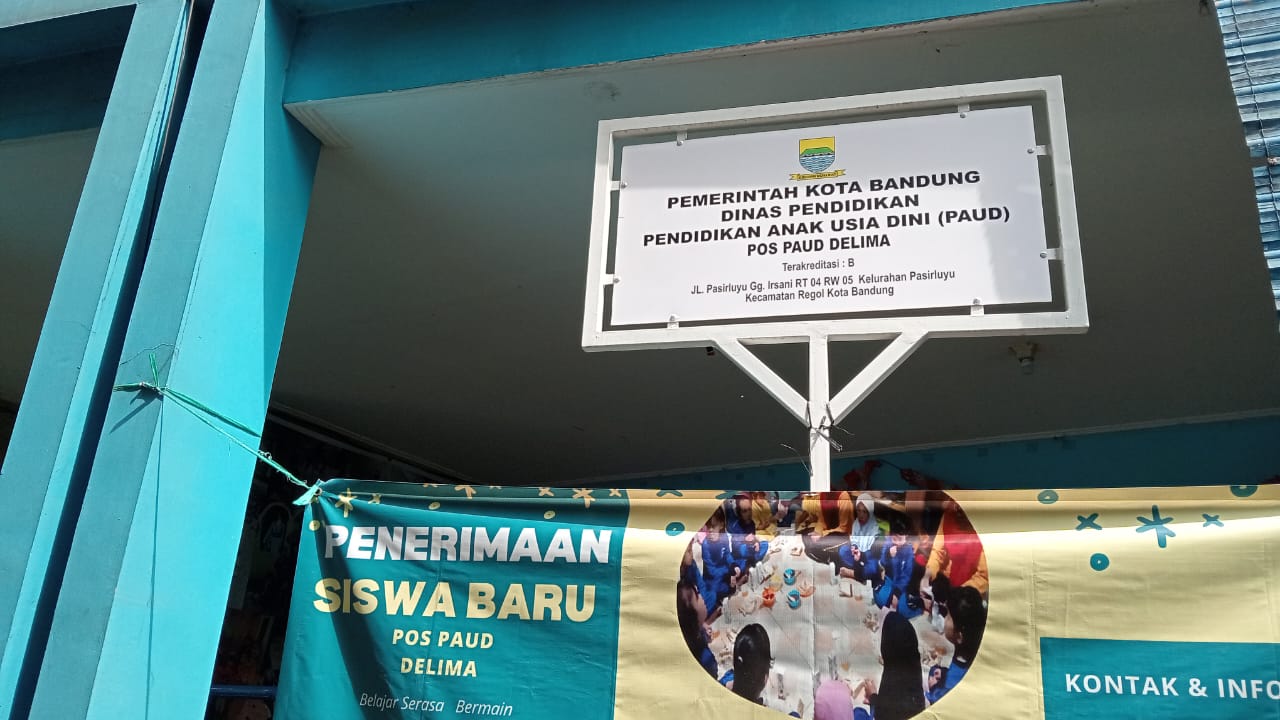 PEMERINTAH KOTA BANDUNG
DINAS PENDIDIKAN
PENDIDIKAN ANAK USIA DINI (PAUD)
POS PAUD DELIMA
Terakreditasi : B
JL. Pasirluyu Gg. Irsani RT 04 RW 05 Kelurahan Pasirluyu
Kecamatan Regol Kota Bandung
PENERIMAAN
SISWA BARU
POS PAUD
DELIMA
Belajar Serasa Bermain
KONTAK & INFO